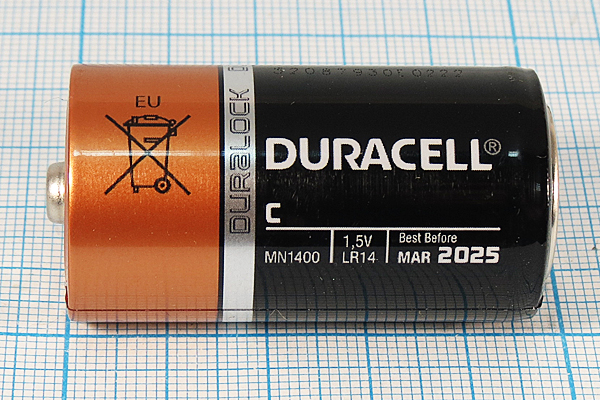 EU
DURALOCK
DURACELL®
C
MN1400
1,5V
LR14
Best Before
MAR 2025